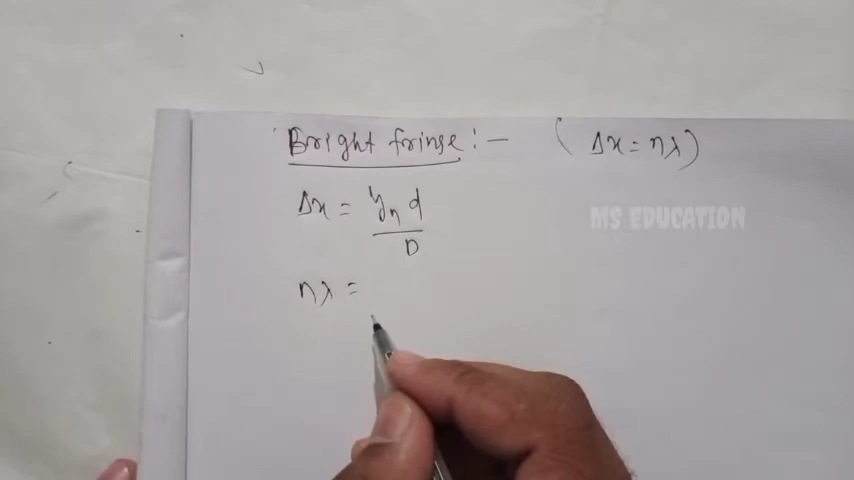 Bright fringe :- (Δx = nλ)
Δx = yₙ d / D
MS EDUCATION
nλ =